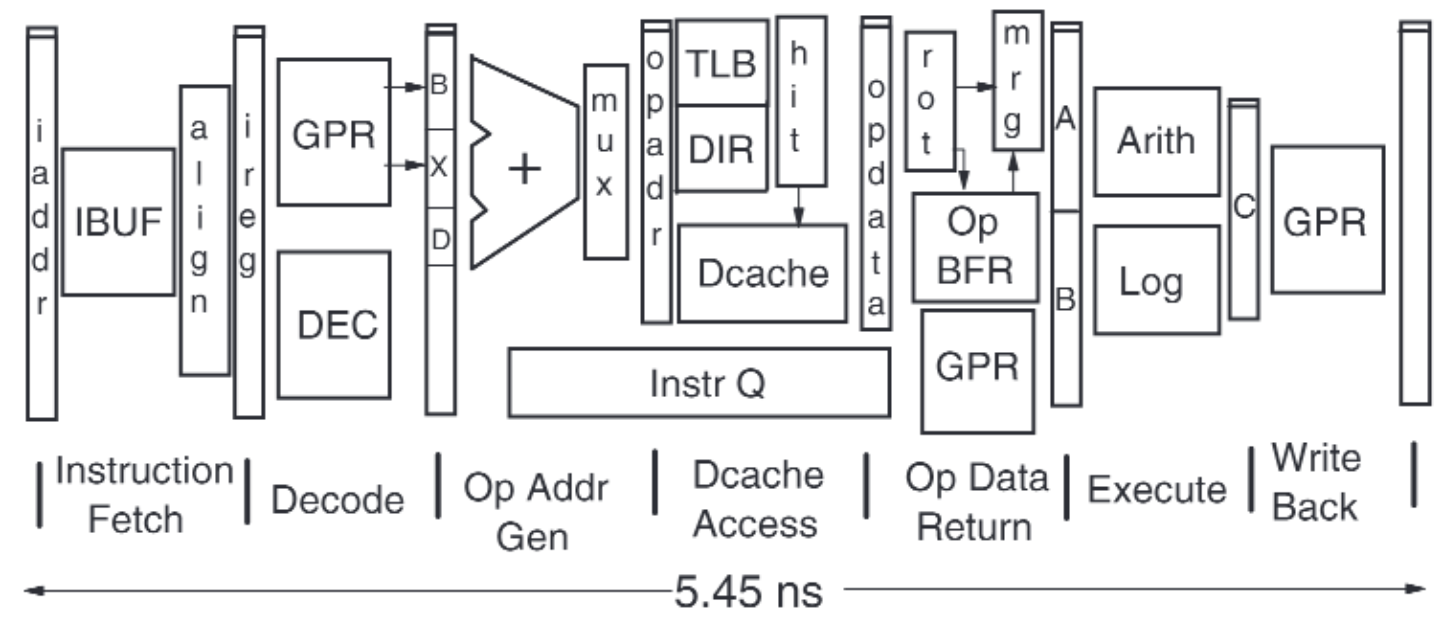 iaddr
IBUF
align
ireg
GPR
DEC
B
X
D
+
mux
opadr
TLB
DIR
hit
Dcache
Instr Q
opdata
rot
mrg
Op
BFR
GPR
A
B
Arith
Log
C
GPR
Instruction
Fetch
Decode
Op Addr
Gen
Dcache
Access
Op Data
Return
Execute
Write
Back
5.45 ns